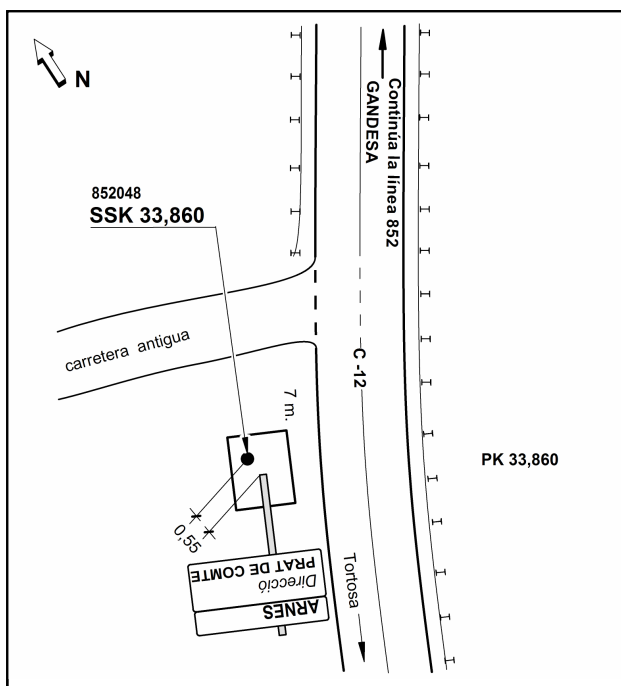 N
852048
SSK 33,860
Continúa la línea 852
GANDESA
carretera antigua
C -12
7 m.
PK 33,860
0,55
Tortosa
ARNES
Direcció
PRAT DE COMTE